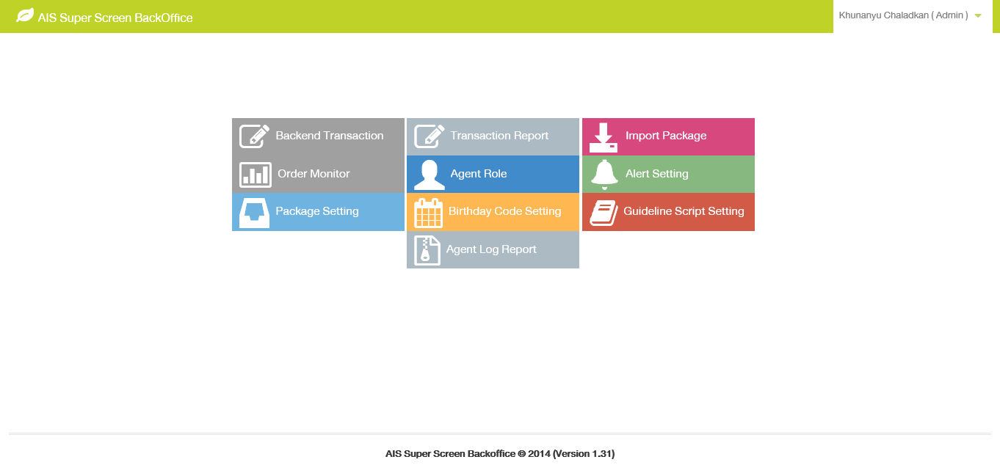 AIS Super Screen BackOffice
Khunanyu Chaladkan ( Admin )
Backend Transaction
Transaction Report
Import Package
Order Monitor
Agent Role
Alert Setting
Package Setting
Birthday Code Setting
Guideline Script Setting
Agent Log Report
AIS Super Screen Backoffice © 2014 (Version 1.31)